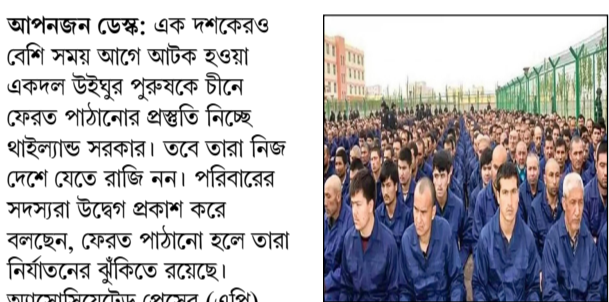 আপনজন ডেস্ক: এক দশকেরও
বেশি সময় আগে আটক হওয়া
একদল উইঘুর পুরুষকে চীনে
ফেরত পাঠানোর প্রস্তুতি নিচ্ছে
থাইল্যান্ড সরকার। তবে তারা নিজ
দেশে যেতে রাজি নন। পরিবারের
সদস্যরা উদ্বেগ প্রকাশ করে
বলছেন, ফেরত পাঠানো হলে তারা
নির্যাতনের ঝুঁকিতে রয়েছে।
অ্যাসোসিয়েটেড প্রেসের (এপি)